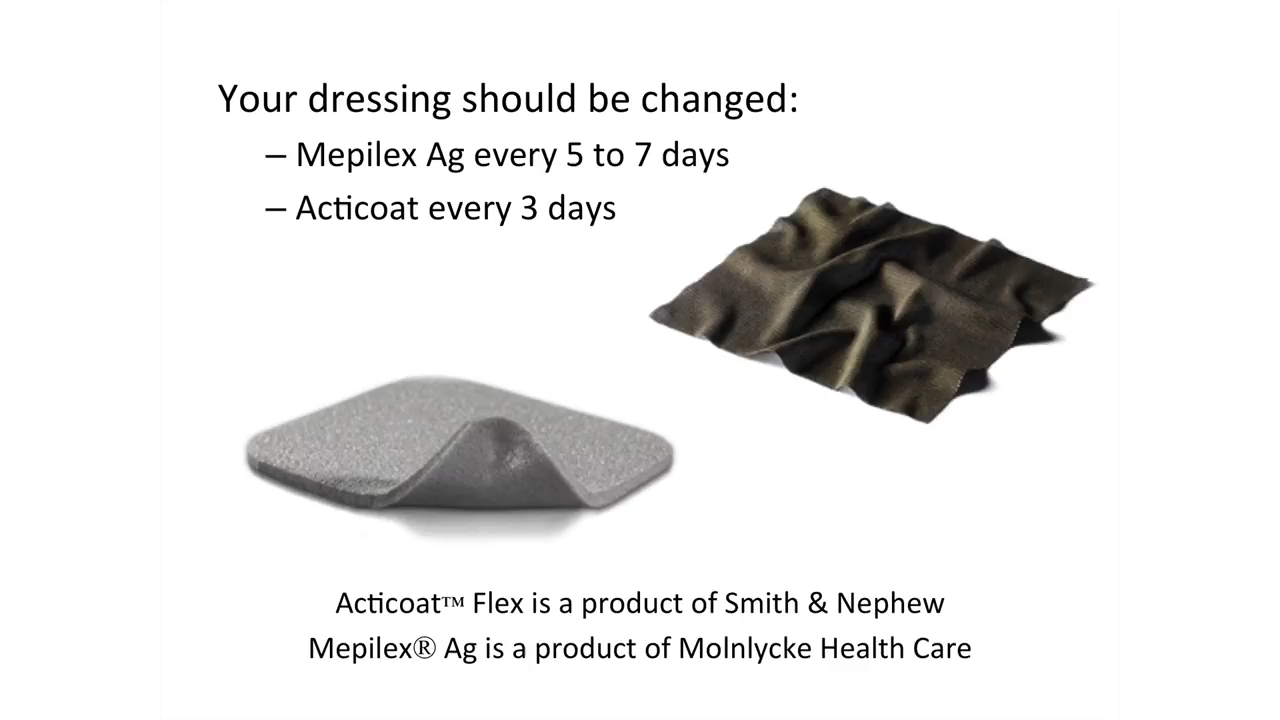 Your dressing should be changed:
– Mepilex Ag every 5 to 7 days
– Acticoat every 3 days
Acticoat™ Flex is a product of Smith & Nephew
Mepilex® Ag is a product of Molnlycke Health Care